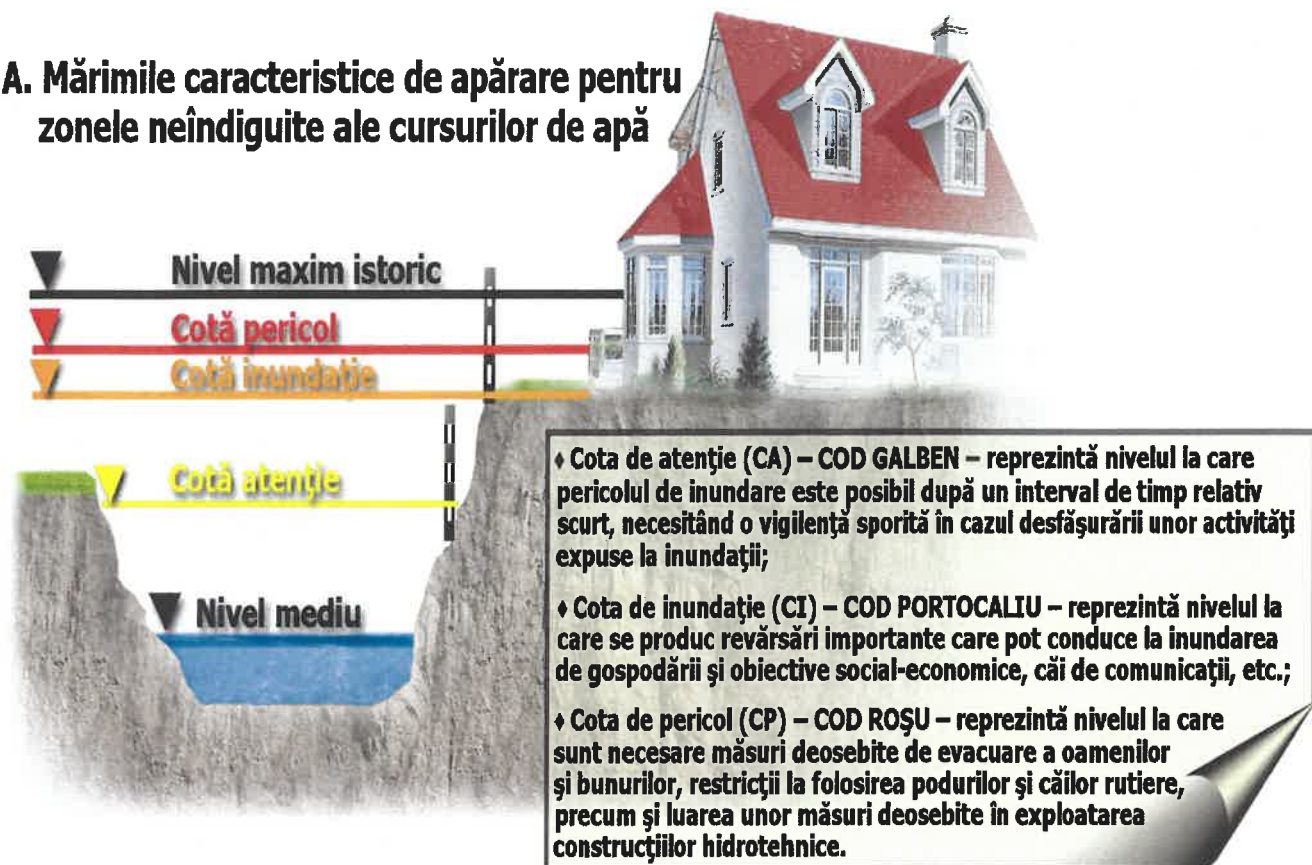 A. Mărimile caracteristice de apărare pentru
zonele neîndiguite ale cursurilor de apă
Nivel maxim istoric
Cotă pericol
Cotă inundaţie
Cotă atenţie
Nivel mediu
♦ Cota de atenţie (CA) – COD GALBEN – reprezintă nivelul la care
pericolul de inundare este posibil după un interval de timp relativ
scurt, necesitând o vigilenţă sporită în cazul desfăşurării unor activităţi
expuse la inundaţii;
♦ Cota de inundaţie (CI) – COD PORTOCALIU – reprezintă nivelul la
care se produc revărsări importante care pot conduce la inundarea
de gospodării şi obiective social-economice, căi de comunicaţii, etc.;
♦ Cota de pericol (CP) – COD ROŞU – reprezintă nivelul la care
sunt necesare măsuri deosebite de evacuare a oamenilor
şi bunurilor, restricţii la folosirea podurilor şi căilor rutiere,
precum şi luarea unor măsuri deosebite în exploatarea
construcţiilor hidrotehnice.